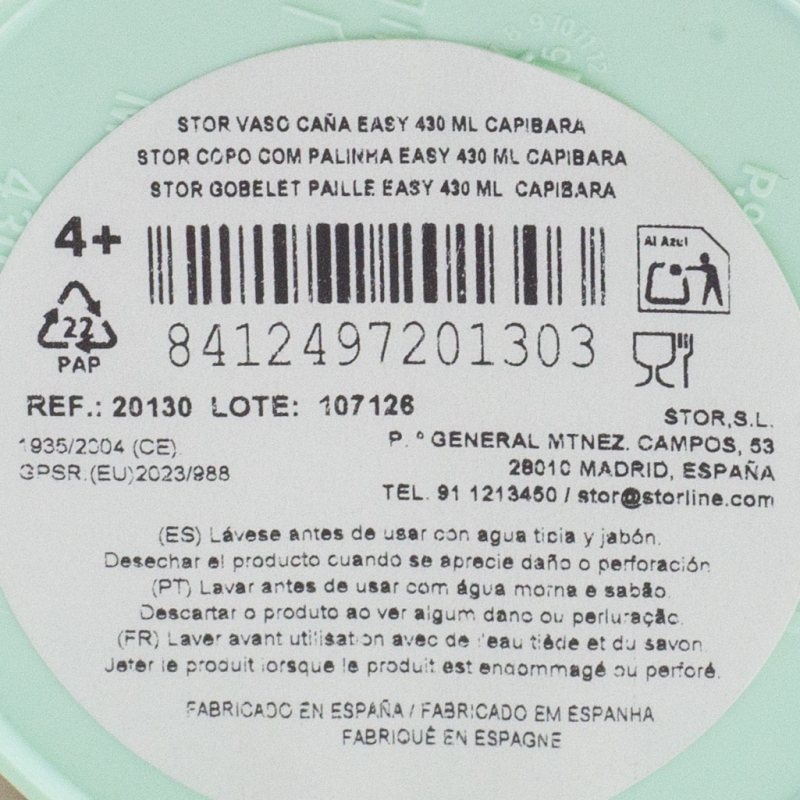 STOR VASO CAÑA EASY 430 ML CAPIBARA
STOR COPO COM PALINHA EASY 430 ML CAPIBARA
STOR GOBELET PAILLE EASY 430 ML CAPIBARA
4+
Al Azul
22
PAP
8412497201303
REF.: 20130 LOTE: 107126
1935/2004 (CE)
GPSR.(EU)2023/988
STOR,S.L.
P. º GENERAL MTNEZ. CAMPOS, 53
28010 MADRID, ESPAÑA
TEL. 91 1213450 / stor@storline.com
(ES) Lávese antes de usar con agua tibia y jabón.
Desechar el producto cuando se aprecie daño o perforación
(PT) Lavar antes de usar com água morna e sabão.
Descartar o produto ao ver algum dano ou perfuração.
(FR) Laver avant utilisation avec de l'eau tiède et du savon
Jeter le produit lorsque le produit est endommagé ou perforé.
FABRICADO EN ESPAÑA / FABRICADO EM ESPANHA
FABRIQUÉ EN ESPAGNE